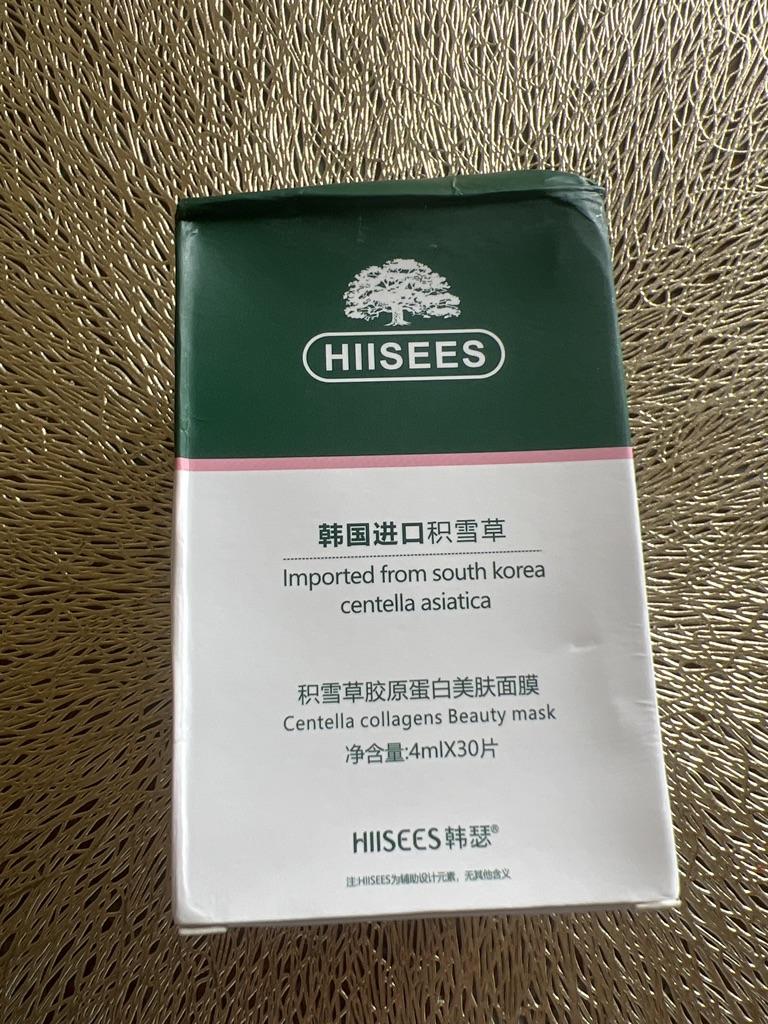 HIISEES
韩国进口积雪草
Imported from south korea
centella asiatica
积雪草胶原蛋白美肤面膜
Centella collagens Beauty mask
净含量:4mlX30片
HIISEES韩瑟®
注:HIISEES为辅助设计元素，无其他含义